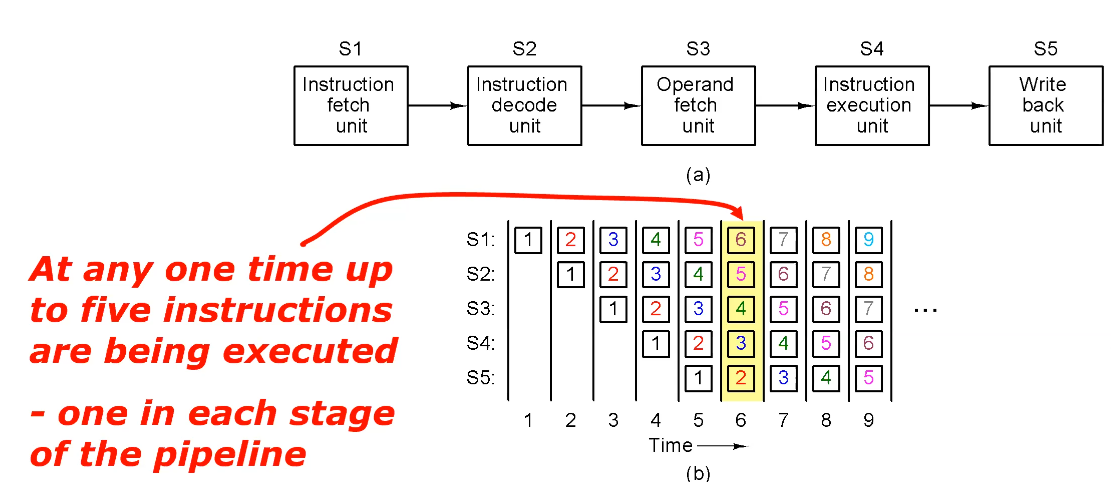 S1 S2 S3 S4 S5
Instruction fetch unit
Instruction decode unit
Operand fetch unit
Instruction execution unit
Write back unit
(a)
At any one time up
to five instructions
are being executed
- one in each stage
of the pipeline
S1: 1 2 3 4 5 6 7 8 9
S2: 1 2 3 4 5 6 7 8
S3: 1 2 3 4 5 6 7 ...
S4: 1 2 3 4 5 6
S5: 1 2 3 4 5
1 2 3 4 5 6 7 8 9
Time
(b)